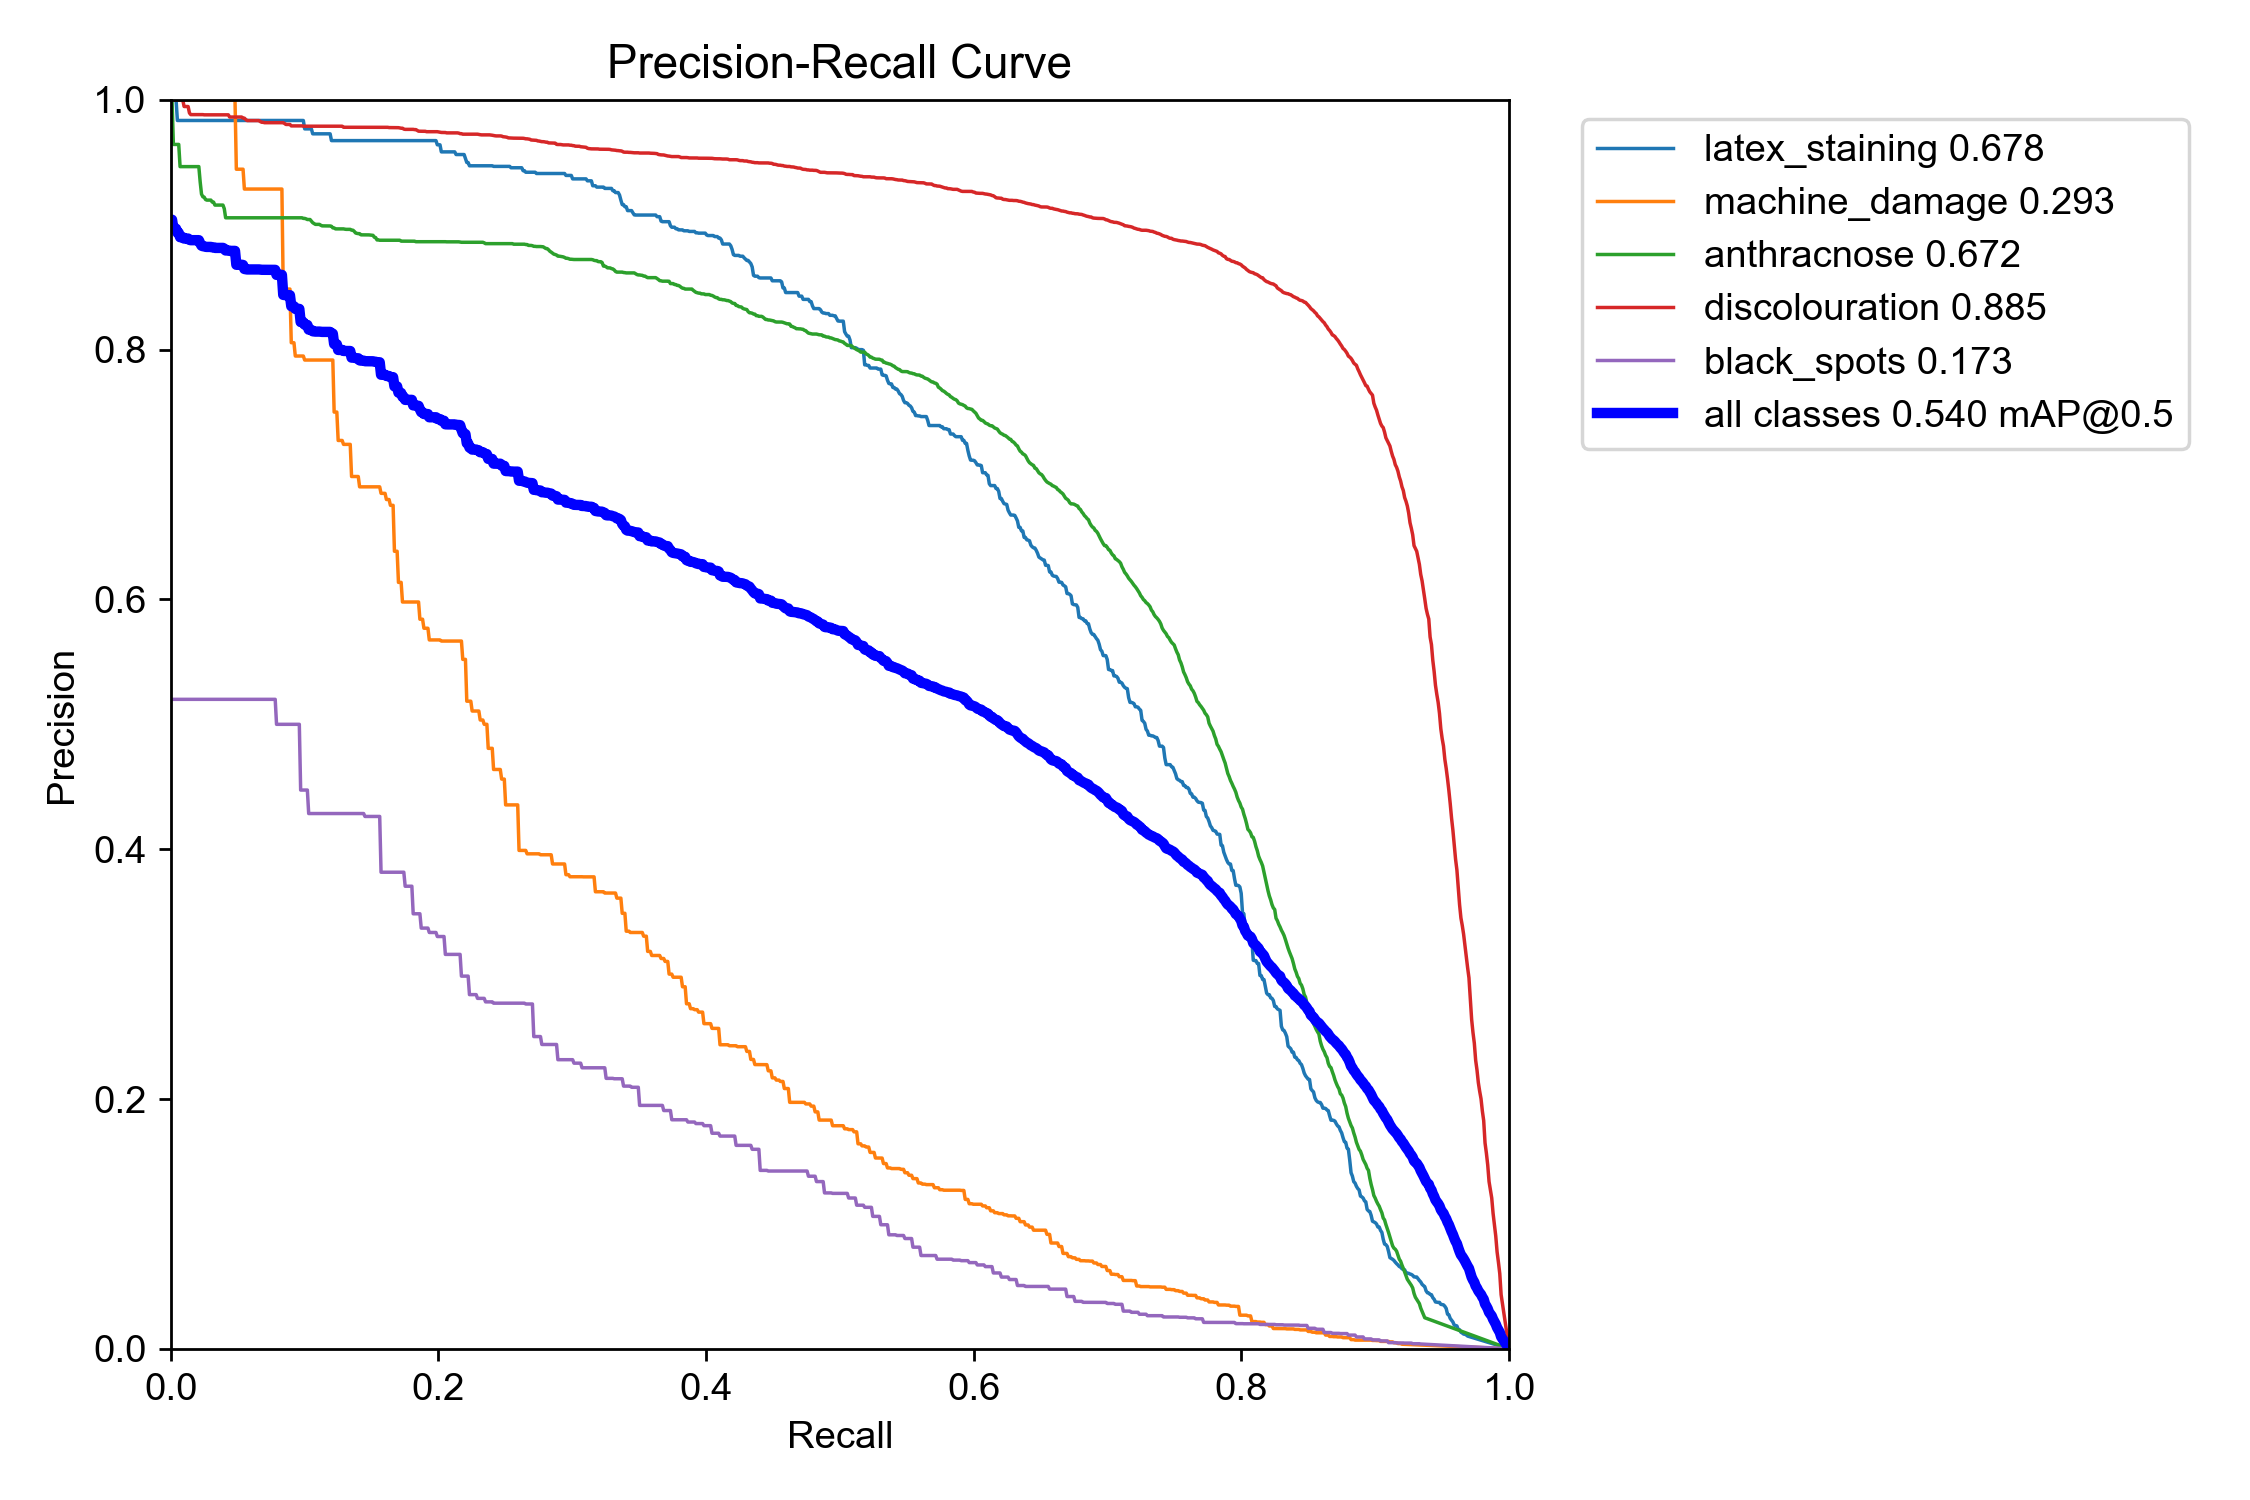 Precision-Recall Curve
1.0
0.8
0.6
0.4
0.2
0.0
Precision
0.0 0.2 0.4 0.6 0.8 1.0
Recall
latex_staining 0.678
machine_damage 0.293
anthracnose 0.672
discolouration 0.885
black_spots 0.173
all classes 0.540 mAP@0.5